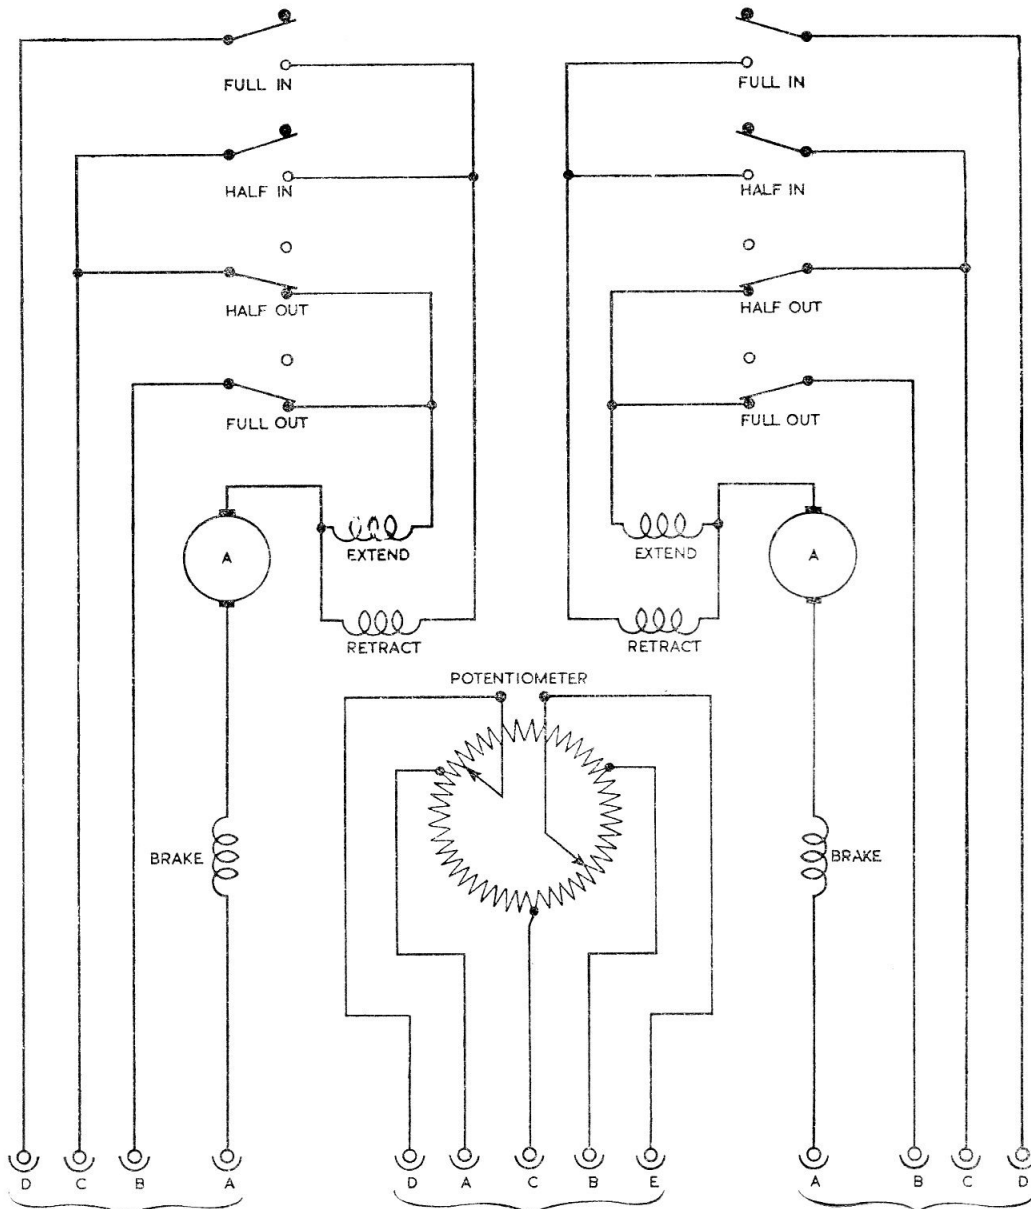 FULL IN
FULL IN
HALF IN
HALF IN
HALF OUT
HALF OUT
FULL OUT
FULL OUT
A
EXTEND
EXTEND
A
RETRACT
RETRACT
POTENTIOMETER
BRAKE
BRAKE
D C B A
D A C B E
A B C D